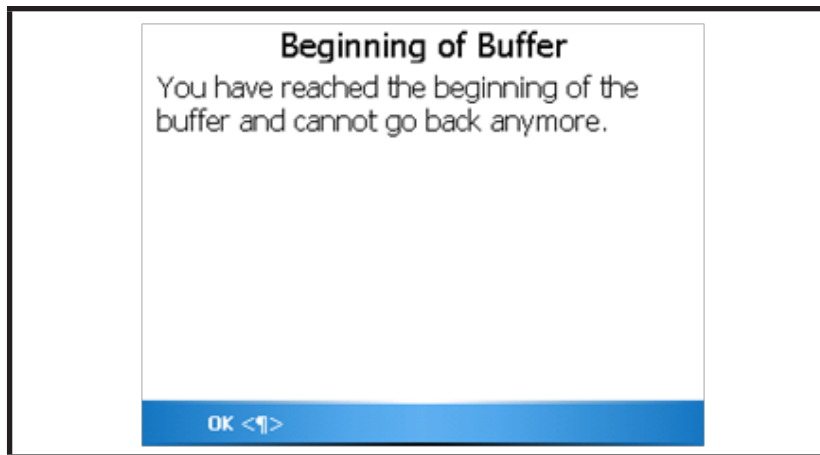 Beginning of Buffer
You have reached the beginning of the
buffer and cannot go back anymore.
OK <¶>